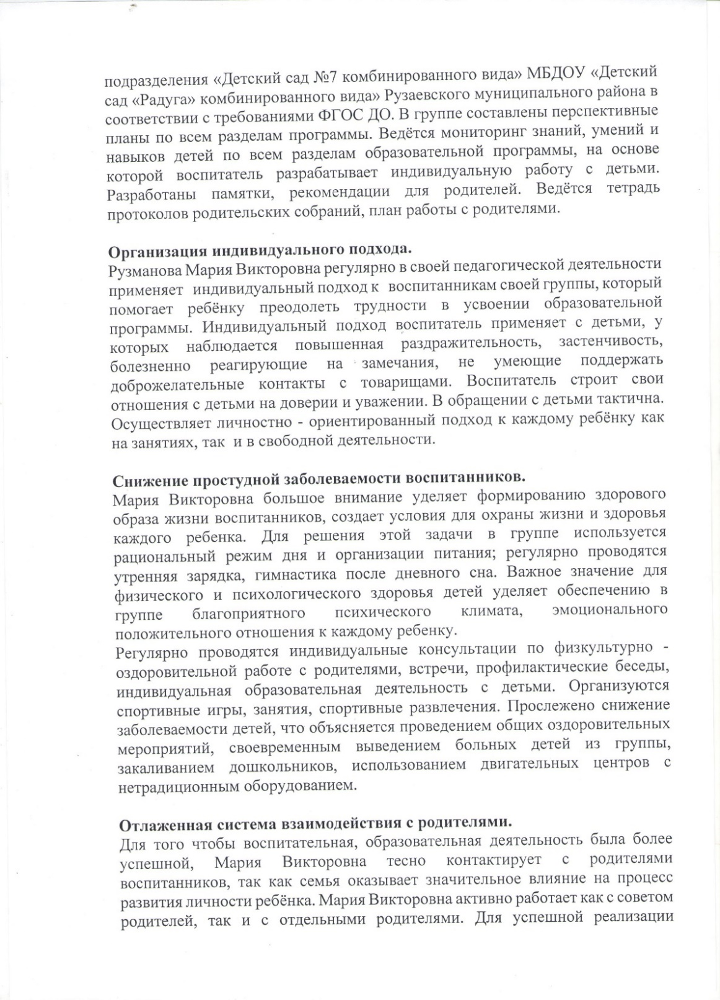 подразделения «Детский сад №7 комбинированного вида» МБДОУ «Детский
сад «Радуга» комбинированного вида» Рузаевского муниципального района в
соответствии с требованиями ФГОС ДО. В группе составлены перспективные
планы по всем разделам программы. Ведётся мониторинг знаний, умений и
навыков детей по всем разделам образовательной программы, на основе
которой воспитатель разрабатывает индивидуальную работу с детьми.
Разработаны памятки, рекомендации для родителей. Ведётся тетрадь
протоколов родительских собраний, план работы с родителями.
Организация индивидуального подхода.
Рузманова Мария Викторовна регулярно в своей педагогической деятельности
применяет индивидуальный подход к воспитанникам своей группы, который
помогает ребёнку преодолеть трудности в усвоении образовательной
программы. Индивидуальный подход воспитатель применяет с детьми, у
которых наблюдается повышенная раздражительность, застенчивость,
болезненно реагирующие на замечания, не умеющие поддержать
доброжелательные контакты с товарищами. Воспитатель строит свои
отношения с детьми на доверии и уважении. В обращении с детьми тактична.
Осуществляет личностно - ориентированный подход к каждому ребёнку как
на занятиях, так и в свободной деятельности.
Снижение простудной заболеваемости воспитанников.
Мария Викторовна большое внимание уделяет формированию здорового
образа жизни воспитанников, создает условия для охраны жизни и здоровья
каждого ребенка. Для решения этой задачи в группе используется
рациональный режим дня и организации питания; регулярно проводятся
утренняя зарядка, гимнастика после дневного сна. Важное значение для
физического и психологического здоровья детей уделяет обеспечению в
группе благоприятного психического климата, эмоционального
положительного отношения к каждому ребенку.
Регулярно проводятся индивидуальные консультации по физкультурно -
оздоровительной работе с родителями, встречи, профилактические беседы,
индивидуальная образовательная деятельность с детьми. Организуются
спортивные игры, занятия, спортивные развлечения. Прослежено снижение
заболеваемости детей, что объясняется проведением общих оздоровительных
мероприятий, своевременным выведением больных детей из группы,
закаливанием дошкольников, использованием двигательных центров с
нетрадиционным оборудованием.
Отлаженная система взаимодействия с родителями.
Для того чтобы воспитательная, образовательная деятельность была более
успешной, Мария Викторовна тесно контактирует с родителями
воспитанников, так как семья оказывает значительное влияние на процесс
развития личности ребёнка. Мария Викторовна активно работает как с советом
родителей, так и с отдельными родителями. Для успешной реализации